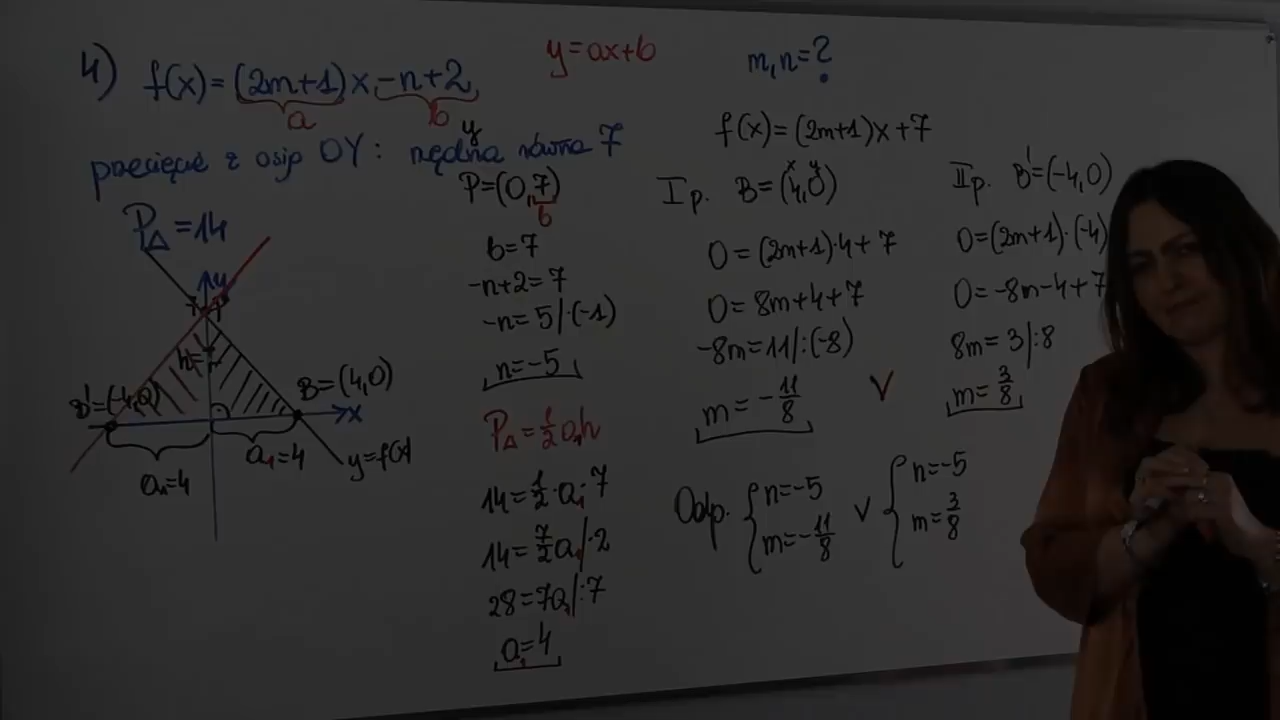 4) f(x) = (2m+1)x -n+2
a
b
y = ax+b
m, n = ?
przecięcie z osią OY : rzędna równa 7
y
P = (0, 7)
b
b = 7
-n+2 = 7
-n = 5 | ·(-1)
n = -5
P△ = 1/2 a₁h
14 = 1/2 · a₁ · 7
14 = 7/2 a₁ | ·2
28 = 7a₁ | :7
a₁ = 4
P△ = 14
y
7
B' = (-4, 0)
B = (4, 0)
x
a₁ = 4
a₁ = 4
y = f(x)
f(x) = (2m+1)x + 7
x y
I p. B = (4, 0)
0 = (2m+1)·4 + 7
0 = 8m + 4 + 7
-8m = 11 | :(-8)
m = -11/8
V
II p. B' = (-4, 0)
0 = (2m+1)·(-4)
0 = -8m - 4 + 7
8m = 3 | :8
m = 3/8
Odp. { n = -5 V { n = -5
m = -11/8 m = 3/8